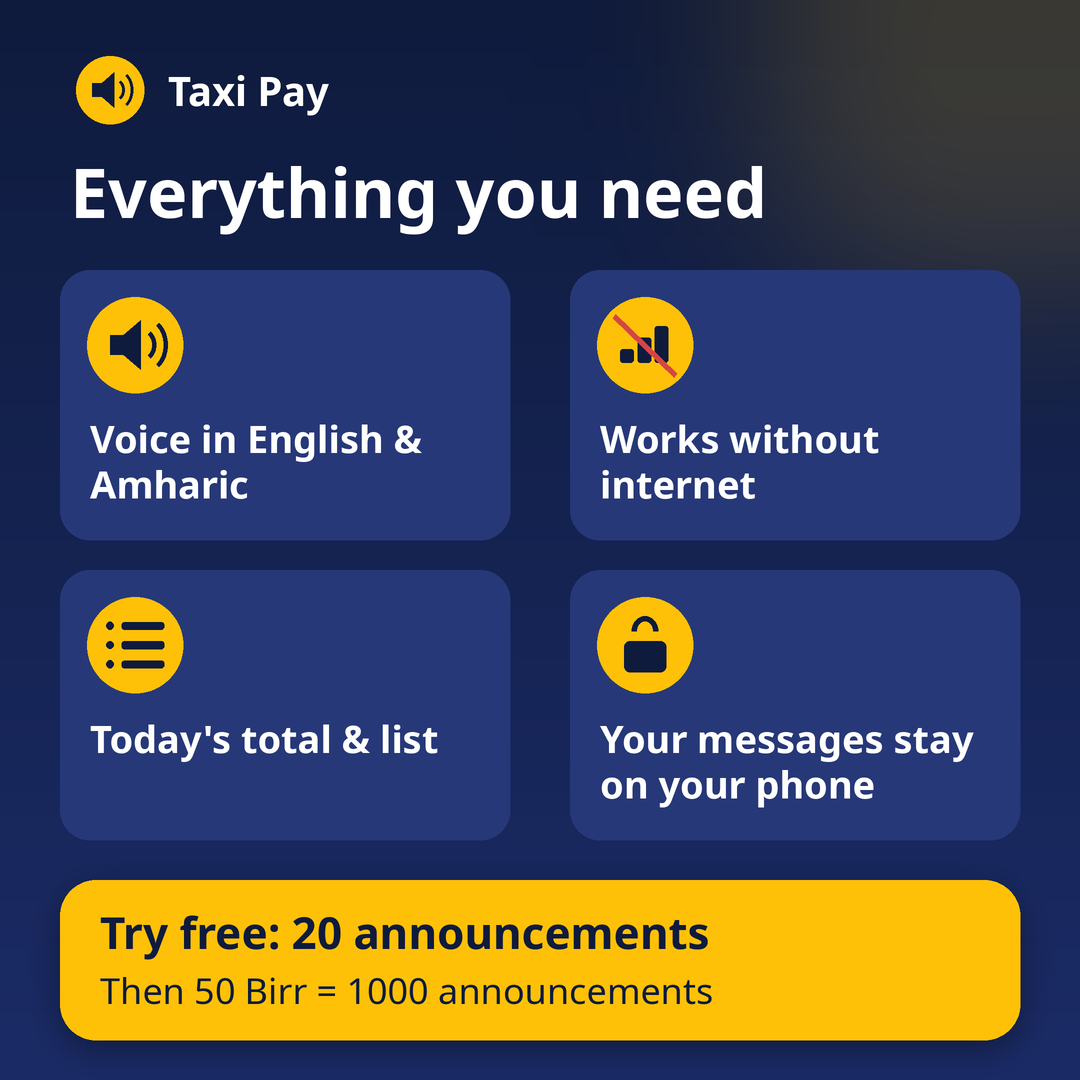 Taxi Pay
Everything you need
Voice in English &
Amharic
Works without
internet
Today's total & list
Your messages stay
on your phone
Try free: 20 announcements
Then 50 Birr = 1000 announcements